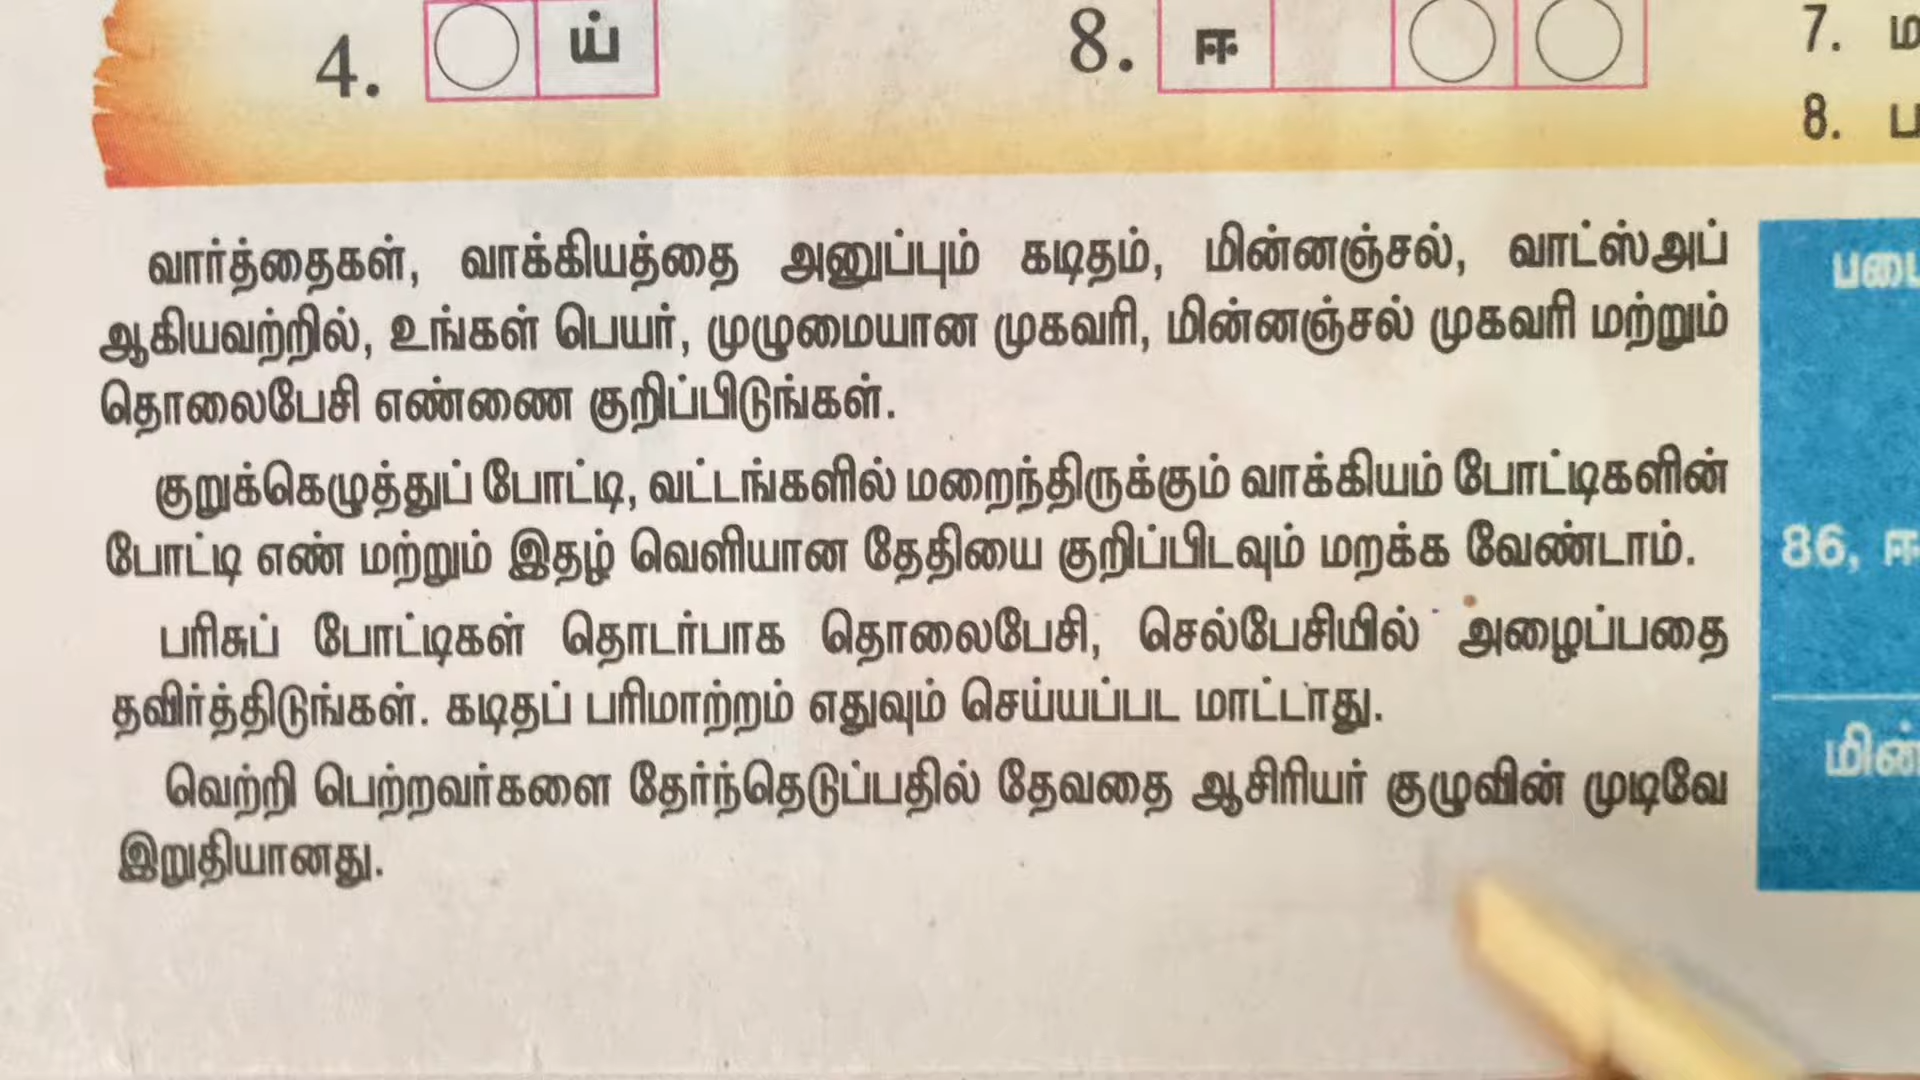 4. ய்
8. ஈ
7.
8.
வார்த்தைகள், வாக்கியத்தை அனுப்பும் கடிதம், மின்னஞ்சல், வாட்ஸ்அப்
ஆகியவற்றில், உங்கள் பெயர், முழுமையான முகவரி, மின்னஞ்சல் முகவரி மற்றும்
தொலைபேசி எண்ணை குறிப்பிடுங்கள்.
குறுக்கெழுத்துப் போட்டி, வட்டங்களில் மறைந்திருக்கும் வாக்கியம் போட்டிகளின்
போட்டி எண் மற்றும் இதழ் வெளியான தேதியை குறிப்பிடவும் மறக்க வேண்டாம்.
பரிசுப் போட்டிகள் தொடர்பாக தொலைபேசி, செல்பேசியில் அழைப்பதை
தவிர்த்திடுங்கள். கடிதப் பரிமாற்றம் எதுவும் செய்யப்பட மாட்டாது.
வெற்றி பெற்றவர்களை தேர்ந்தெடுப்பதில் தேவதை ஆசிரியர் குழுவின் முடிவே
இறுதியானது.
86, ஈ
மின்